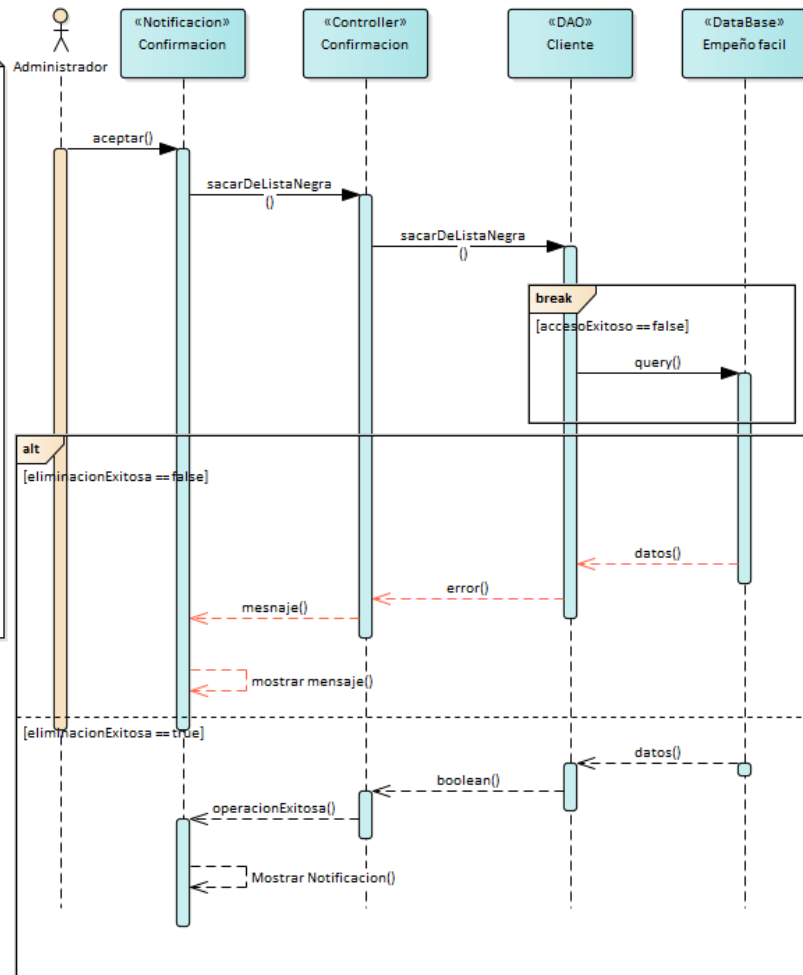 Administrador
«Notificacion»
Confirmacion
«Controller»
Confirmacion
«DAO»
Cliente
«DataBase»
Empeño facil
aceptar()
sacarDeListaNegra
()
sacarDeListaNegra
()
break
[accesoExitoso ==false]
query()
alt
[eliminacionExitosa ==false]
datos()
error()
mesnaje()
mostrar mensaje()
[eliminacionExitosa ==true]
datos()
boolean()
operacionExitosa()
Mostrar Notificacion()